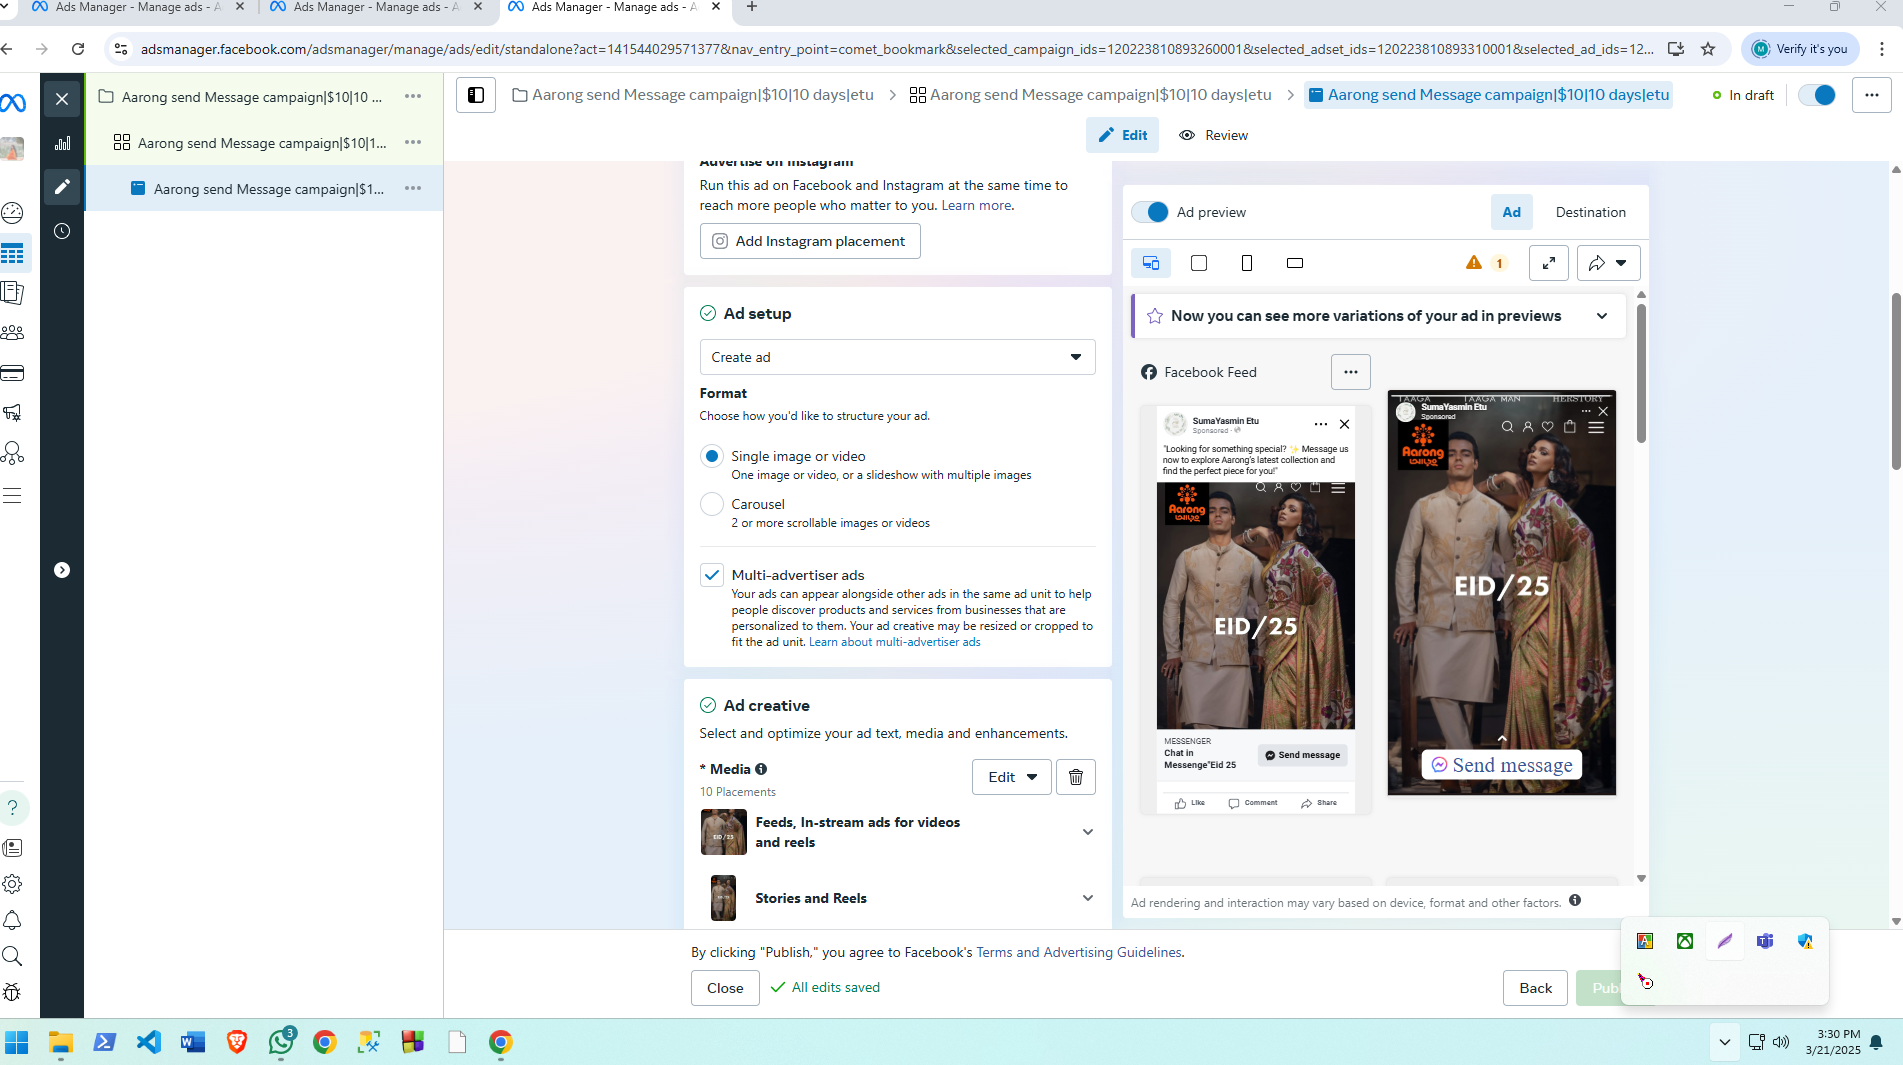 Ads Manager - Manage ads - A
Ads Manager - Manage ads - A
Ads Manager - Manage ads - A
adsmanager.facebook.com/adsmanager/manage/ads/edit/standalone?act=141544029571377&nav_entry_point=comet_bookmark&selected_campaign_ids=120223810893260001&selected_adset_ids=120223810893310001&selected_ad_ids=12...
M
Verify it's you
Aarong send Message campaign|$10|10 ...
Aarong send Message campaign|$10|1...
Aarong send Message campaign|$1...
Aarong send Message campaign|$10|10 days|etu
Aarong send Message campaign|$10|10 days|etu
Aarong send Message campaign|$10|10 days|etu
In draft
Edit
Review
Advertise on Instagram
Run this ad on Facebook and Instagram at the same time to
reach more people who matter to you. Learn more.
Add Instagram placement
Ad setup
Create ad
Format
Choose how you'd like to structure your ad.
Single image or video
One image or video, or a slideshow with multiple images
Carousel
2 or more scrollable images or videos
Multi-advertiser ads
Your ads can appear alongside other ads in the same ad unit to help
people discover products and services from businesses that are
personalized to them. Your ad creative may be resized or cropped to
fit the ad unit. Learn about multi-advertiser ads
Ad creative
Select and optimize your ad text, media and enhancements.
* Media
10 Placements
Edit
EID/25
Feeds, In-stream ads for videos
and reels
Stories and Reels
Ad preview
Ad
Destination
1
Now you can see more variations of your ad in previews
Facebook Feed
SumaYasmin Etu
Sponsored ·
"Looking for something special? ✨ Message us
now to explore Aarong's latest collection and
find the perfect piece for you!"
Aarong
আড়ং
EID/25
MESSENGER
Chat in
Messenge"Eid 25
Send message
Like
Comment
Share
TAAGA
TAAGA MAN
HERSTORY
SumaYasmin Etu
Sponsored
Aarong
আড়ং
EID/25
Send message
Ad rendering and interaction may vary based on device, format and other factors.
By clicking "Publish," you agree to Facebook's Terms and Advertising Guidelines.
Close
All edits saved
Back
Pub
3
3:30 PM
3/21/2025